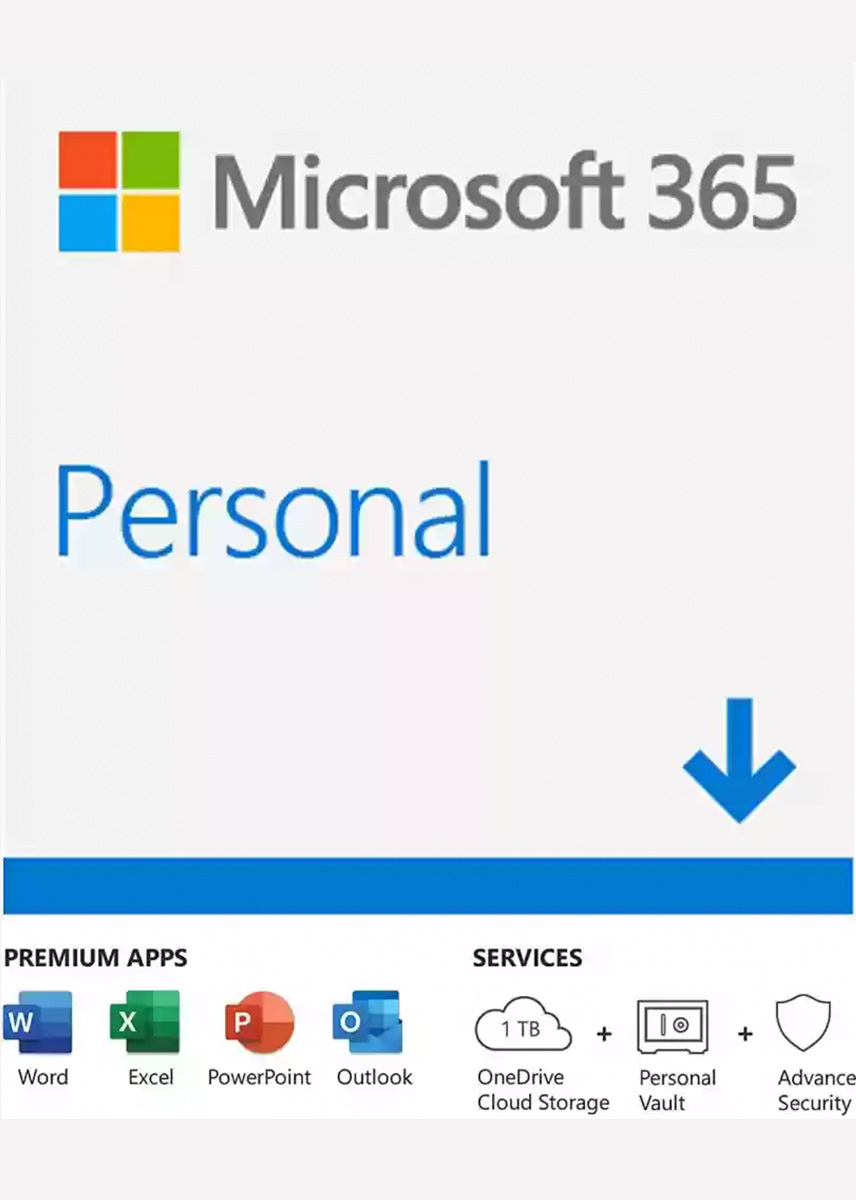 Microsoft 365
Personal
PREMIUM APPS
SERVICES
W
X
P
O
1 TB
+
+
Word
Excel
PowerPoint
Outlook
OneDrive
Cloud Storage
Personal
Vault
Advance
Security